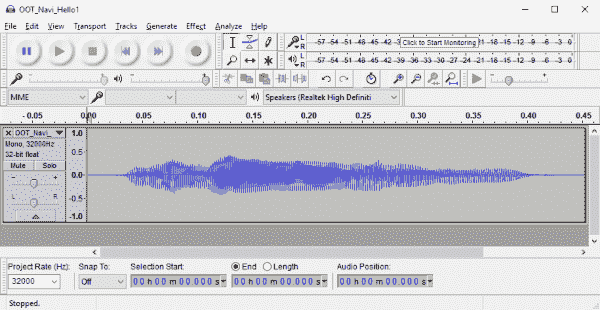 OOT_Navi_Hello1
File Edit View Transport Tracks Generate Effect Analyze Help
L R -57 -54 -51 -48 -45 -42 Click to Start Monitoring -12 -9 -6 -3 0
L R -57 -54 -51 -48 -45 -42 -39 -36 -33 -30 -27 -24 -21 -18 -15 -12 -9 -6 -3 0
MME Speakers (Realtek High Definiti
-0.05 0.00 0.05 0.10 0.15 0.20 0.25 0.30 0.35 0.40 0.45
OOT_Navi_ 1.0
Mono, 32000Hz
32-bit float 0.5
Mute Solo
- + 0.0
L R -0.5
-1.0
Project Rate (Hz): Snap To: Selection Start: End Length Audio Position:
32000 Off 00 h 00 m 00.000 s 00 h 00 m 00.000 s 00 h 00 m 00.000 s
Stopped.